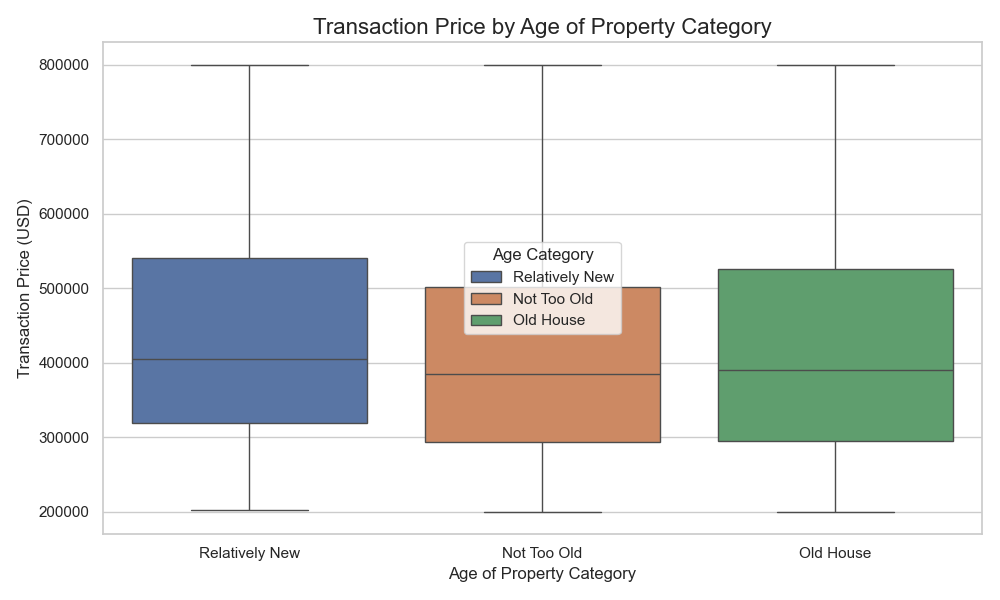 Transaction Price by Age of Property Category
Transaction Price (USD)
800000
700000
600000
500000
400000
300000
200000
Age Category
Relatively New
Not Too Old
Old House
Relatively New
Not Too Old
Old House
Age of Property Category